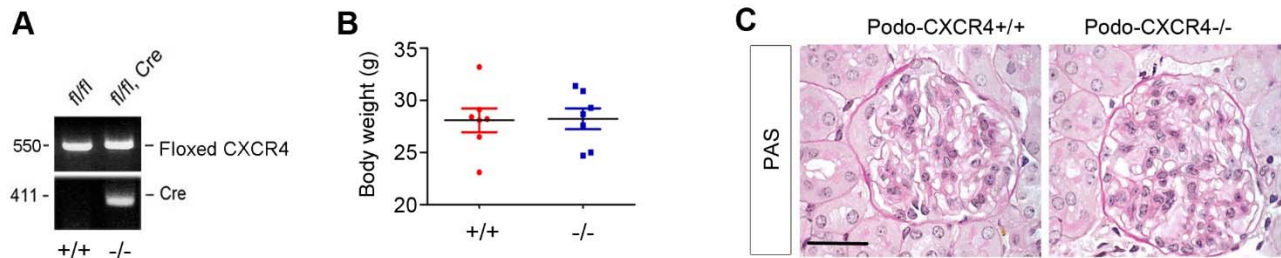 A
fl/fl
fl/fl, Cre
550
Floxed CXCR4
411
Cre
+/+ -/-
B
Body weight (g)
35
30
25
20
+/+ -/-
C
Podo-CXCR4+/+ Podo-CXCR4-/-
PAS